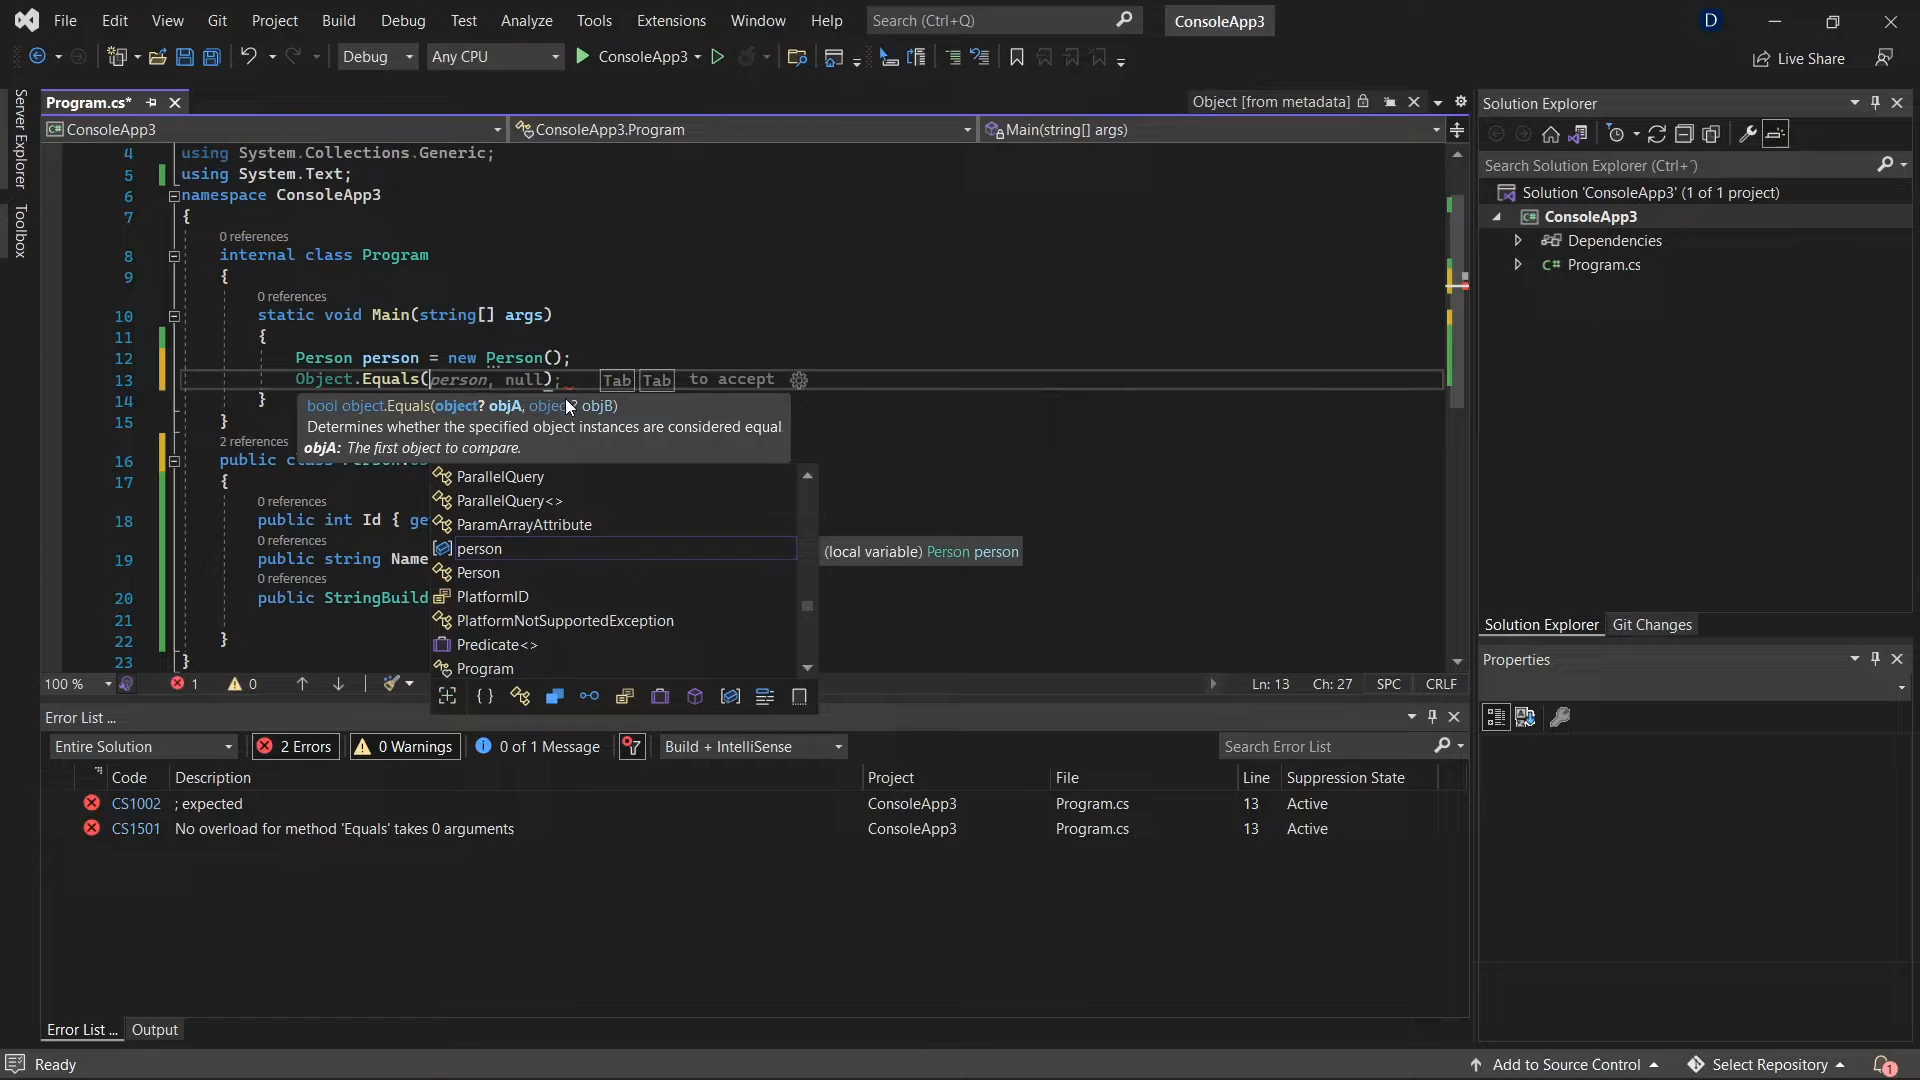 File Edit View Git Project Build Debug Test Analyze Tools Extensions Window Help Search (Ctrl+Q) ConsoleApp3 D
Debug Any CPU ConsoleApp3 Live Share
Server Explorer
Toolbox
Program.cs* Object [from metadata]
ConsoleApp3 ConsoleApp3.Program Main(string[] args)
4 using System.Collections.Generic;
5 using System.Text;
6 namespace ConsoleApp3
7 {
0 references
8 internal class Program
9 {
0 references
10 static void Main(string[] args)
11 {
12 Person person = new Person();
13 Object.Equals(person, null); Tab Tab to accept
14 }
bool object.Equals(object? objA, object? objB)
Determines whether the specified object instances are considered equal
objA: The first object to compare.
15 }
2 references
16 public
17 {
0 references
18 public int Id { ge
0 references
19 public string Name
0 references
20 public StringBuild
21
22 }
23 }
ParallelQuery
ParallelQuery<>
ParamArrayAttribute
person
(local variable) Person person
Person
PlatformID
PlatformNotSupportedException
Predicate<>
Program
100 % 1 0 Ln: 13 Ch: 27 SPC CRLF
Error List ...
Entire Solution 2 Errors 0 Warnings 0 of 1 Message Build + IntelliSense Search Error List
Code Description Project File Line Suppression State
CS1002 ; expected ConsoleApp3 Program.cs 13 Active
CS1501 No overload for method 'Equals' takes 0 arguments ConsoleApp3 Program.cs 13 Active
Error List ... Output
Solution Explorer
Search Solution Explorer (Ctrl+¨)
Solution 'ConsoleApp3' (1 of 1 project)
ConsoleApp3
Dependencies
C# Program.cs
Solution Explorer Git Changes
Properties
Ready Add to Source Control Select Repository 1